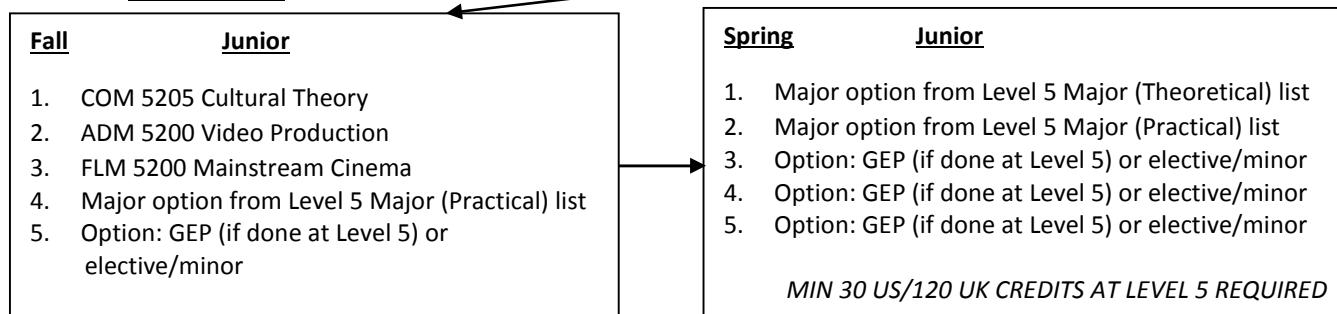 Fall Junior
1. COM 5205 Cultural Theory
2. ADM 5200 Video Production
3. FLM 5200 Mainstream Cinema
4. Major option from Level 5 Major (Practical) list
5. Option: GEP (if done at Level 5) or
elective/minor
Spring Junior
1. Major option from Level 5 Major (Theoretical) list
2. Major option from Level 5 Major (Practical) list
3. Option: GEP (if done at Level 5) or elective/minor
4. Option: GEP (if done at Level 5) or elective/minor
5. Option: GEP (if done at Level 5) or elective/minor
MIN 30 US/120 UK CREDITS AT LEVEL 5 REQUIRED